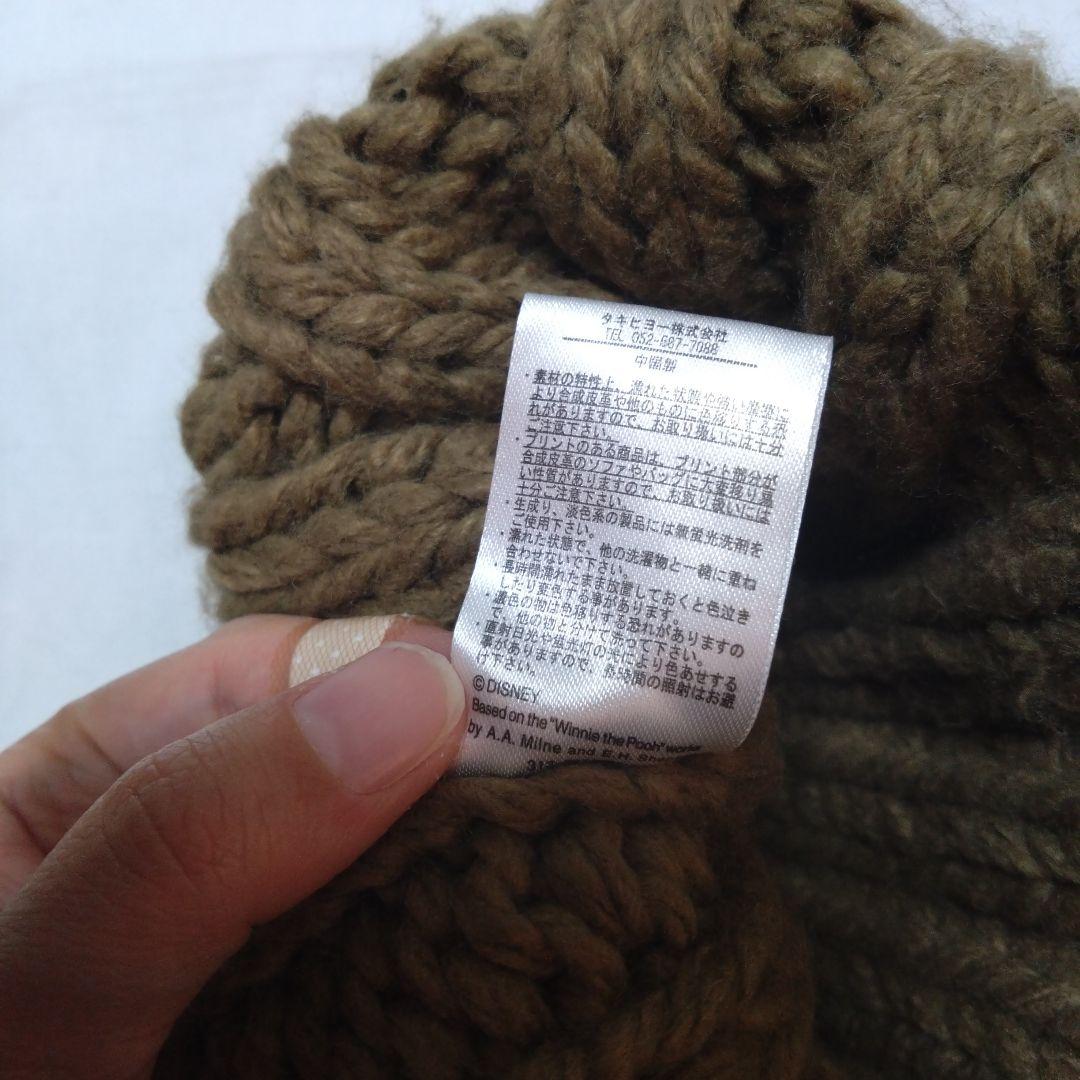 タキヒヨー株式会社
TEL 052-587-7088
中国製
・素材の特性上、濡れた状態や強い摩擦に
より合成皮革や他のものに色移りする恐
れがありますので、お取り扱いには十分
ご注意下さい。
・プリントのある商品は、プリント部分が
合成皮革のソファやバッグに大変移り易
い性質がありますので、お取り扱いには
十分ご注意下さい。
・生成り、淡色系の製品には無蛍光洗剤を
ご使用下さい。
・濡れた状態で、他の洗濯物と一緒に重ね
合わせないで下さい。
・長時間濡れたまま放置しておくと色泣き
したり変色する事があります。
・濃色の物は色移りする恐れがありますの
で、他の物と分けて洗って下さい。
・直射日光や蛍光灯の光により色あせする
事がありますので、長時間の照射はお避
け下さい。
©DISNEY
Based on the "Winnie the Pooh" works
by A.A. Milne and E.H.